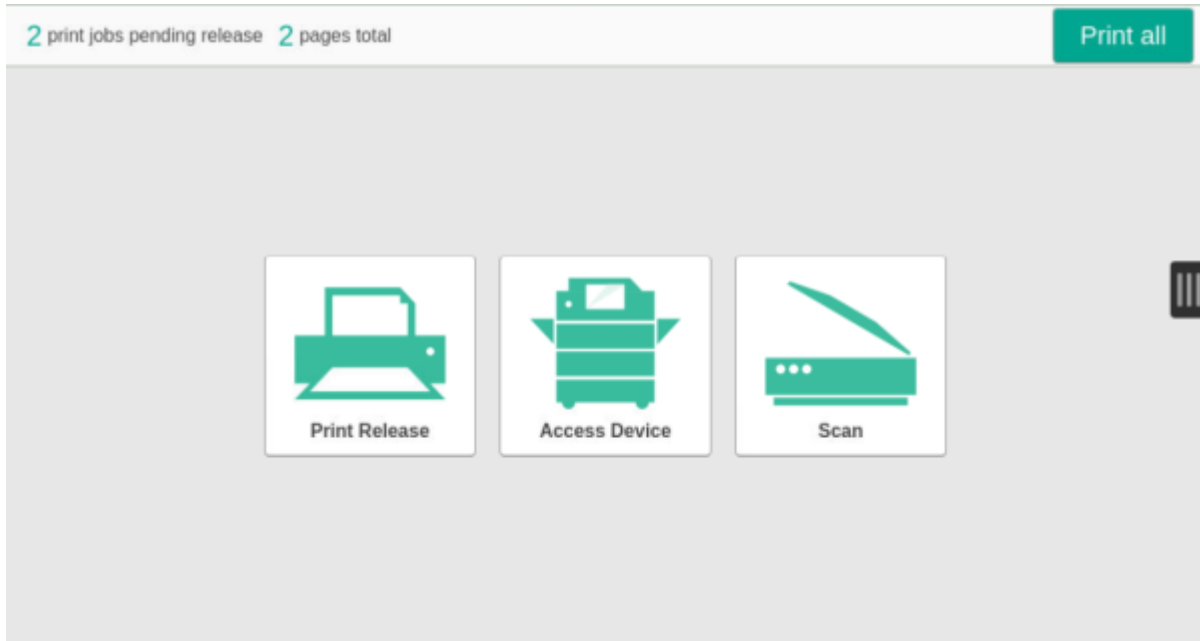 2 print jobs pending release 2 pages total
Print all
Print Release
Access Device
Scan